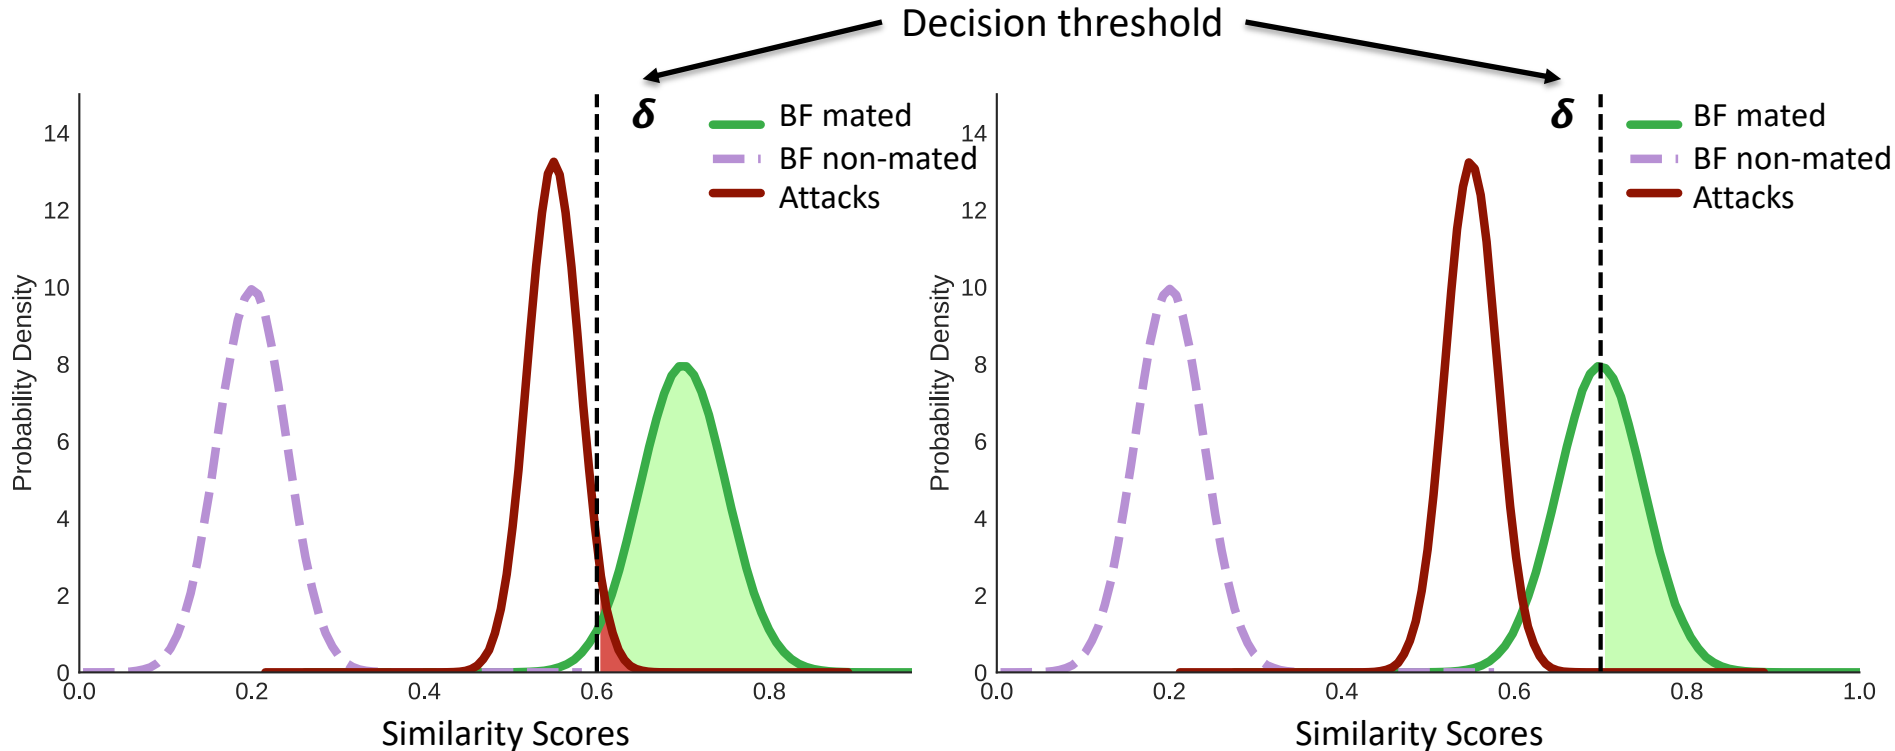 Decision threshold
δ
BF mated
BF non-mated
Attacks
14
12
10
8
6
4
2
0
Probability Density
0.0 0.2 0.4 0.6 0.8
Similarity Scores
δ
BF mated
BF non-mated
Attacks
14
12
10
8
6
4
2
0
Probability Density
0.0 0.2 0.4 0.6 0.8 1.0
Similarity Scores